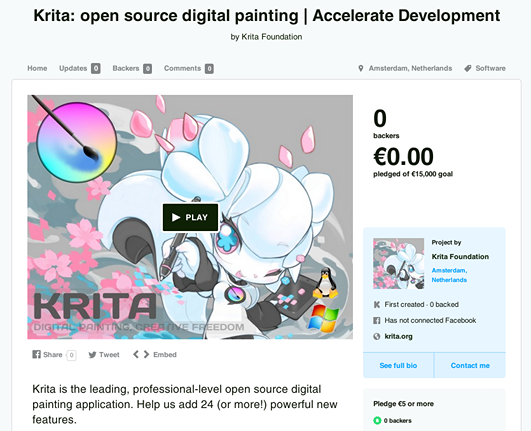 Krita: open source digital painting | Accelerate Development
by Krita Foundation
Home Updates 0 Backers 0 Comments 0 Amsterdam, Netherlands Software
PLAY
KRITA
DIGITAL PAINTING, CREATIVE FREEDOM
Share 0 Tweet Embed
Krita is the leading, professional-level open source digital
painting application. Help us add 24 (or more!) powerful new
features.
0
backers
€0.00
pledged of €15,000 goal
Project by
Krita Foundation
Amsterdam,
Netherlands
First created · 0 backed
Has not connected Facebook
krita.org
See full bio Contact me
Pledge €5 or more
0 backers